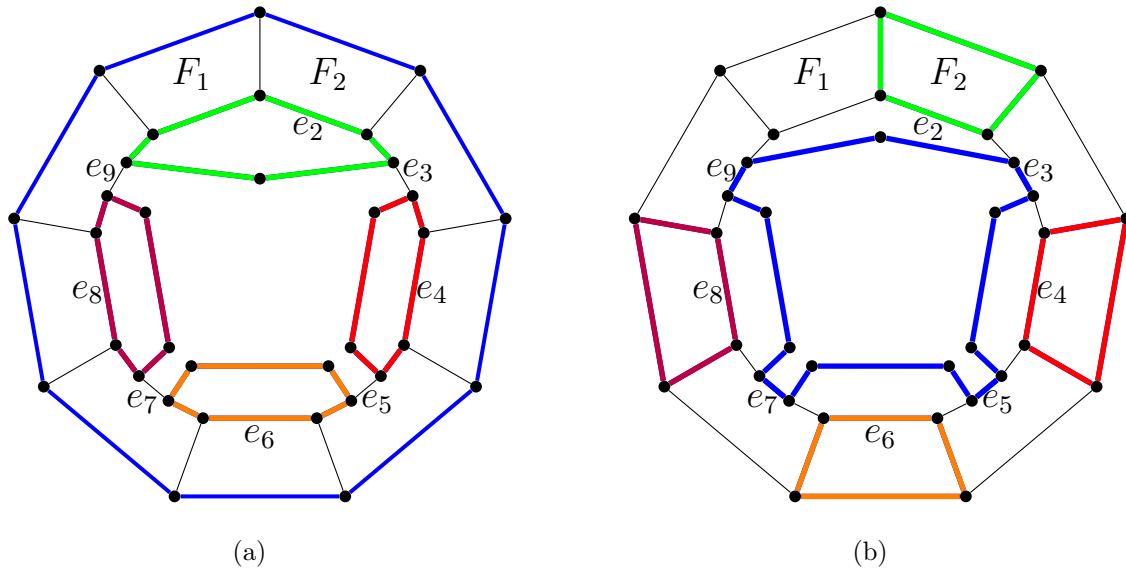 F₁ F₂
e₂
e₉ e₃
e₈ e₄
e₇ e₅
e₆
(a)
F₁ F₂
e₂
e₉ e₃
e₈ e₄
e₇ e₅
e₆
(b)